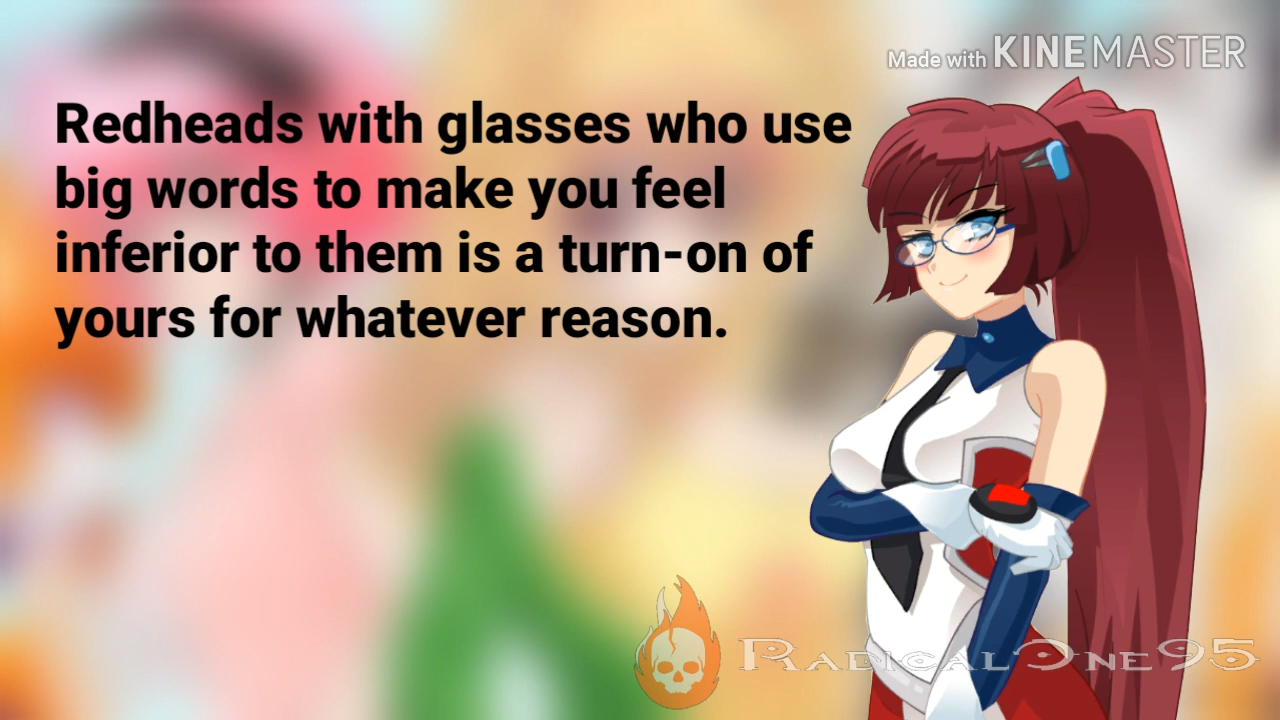 Made with KINEMASTER
Redheads with glasses who use
big words to make you feel
inferior to them is a turn-on of
yours for whatever reason.
RadicalOne95